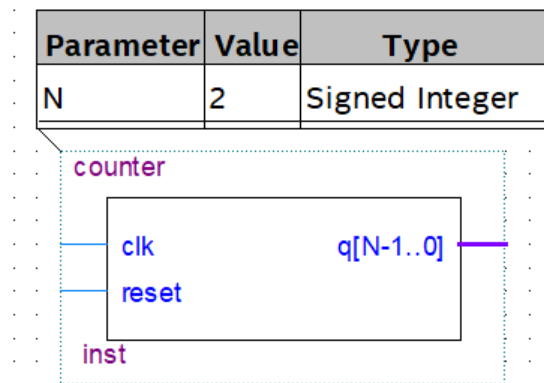 Parameter Value Type
N 2 Signed Integer
counter
clk q[N-1..0]
reset
inst